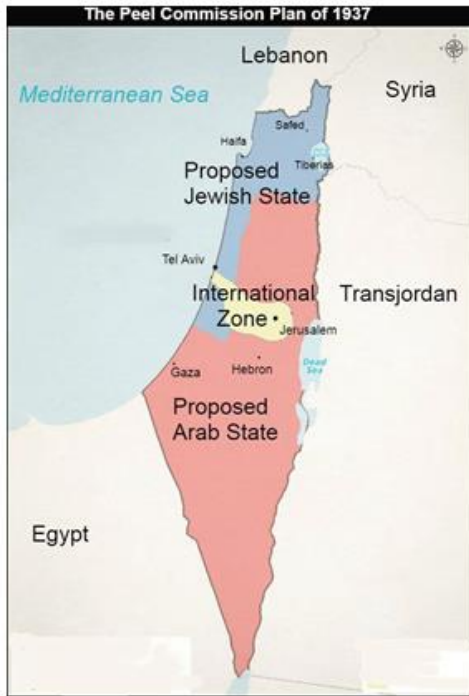 The Peel Commission Plan of 1937
Lebanon
Mediterranean Sea
Syria
Safed
Haifa
Tiberias
Proposed
Jewish State
Tel Aviv
International
Zone
Transjordan
Jerusalem
Dead
Sea
Gaza
Hebron
Proposed
Arab State
Egypt